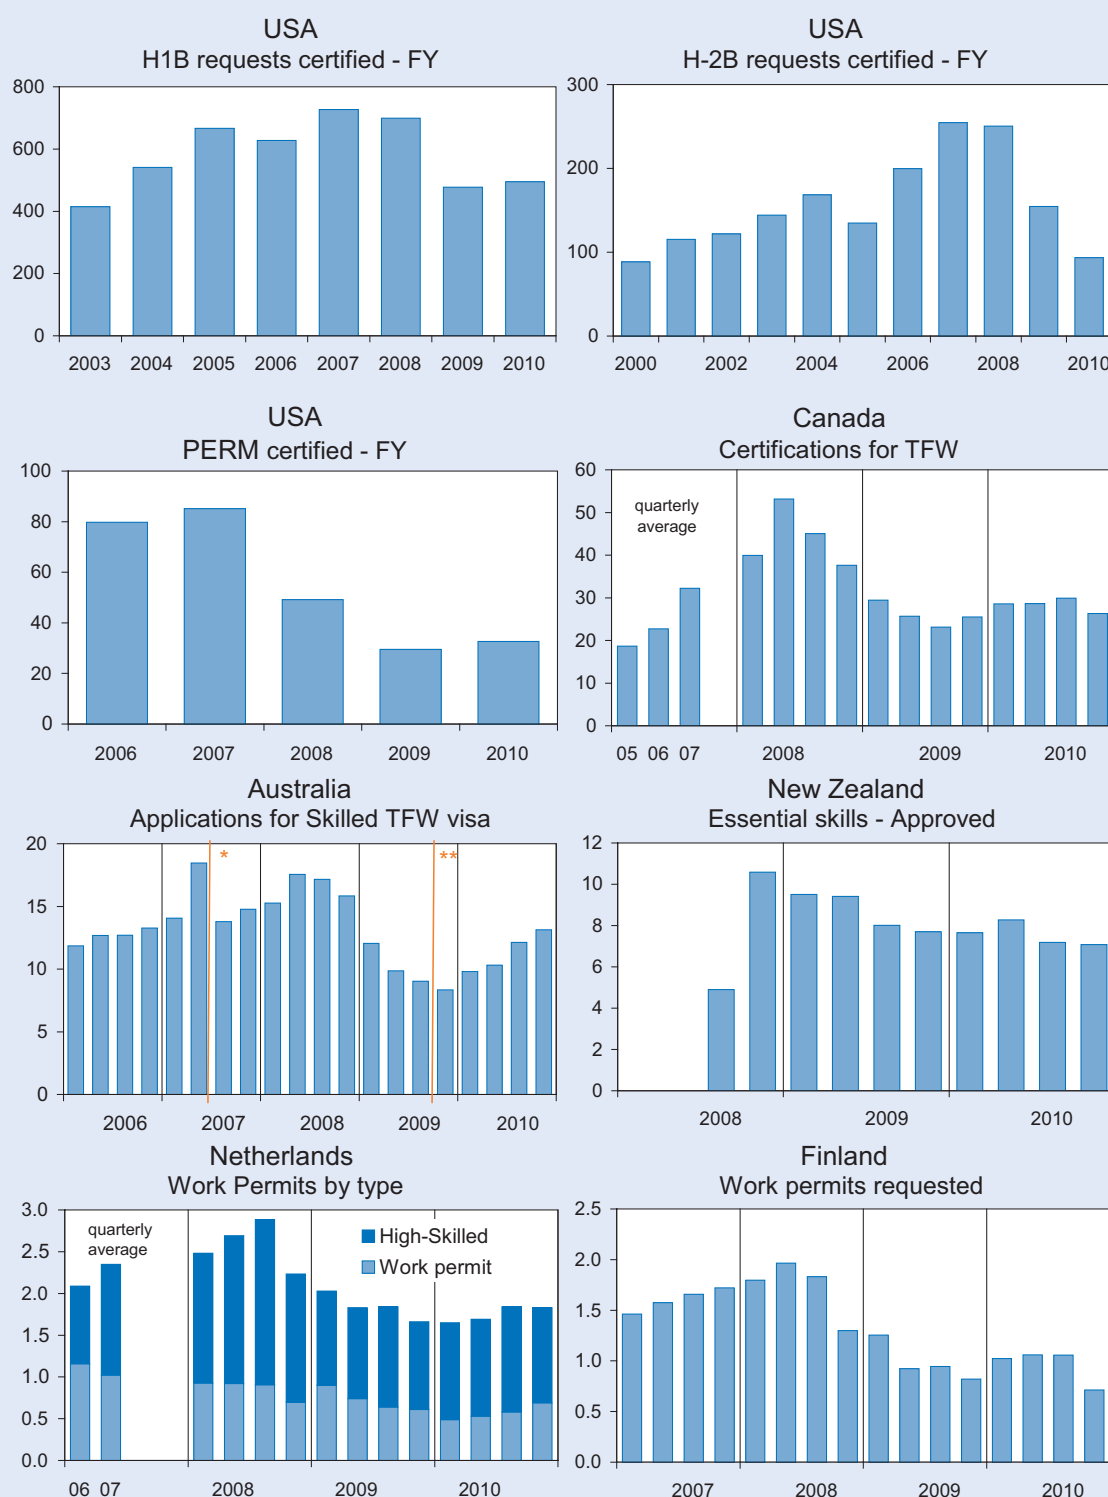 USA
H1B requests certified - FY
800
600
400
200
0
2003 2004 2005 2006 2007 2008 2009 2010
USA
H-2B requests certified - FY
300
200
100
0
2000 2002 2004 2006 2008 2010
USA
PERM certified - FY
100
80
60
40
20
0
2006 2007 2008 2009 2010
Canada
Certifications for TFW
60
50
40
30
20
10
0
quarterly
average
05 06 07 2008 2009 2010
Australia
Applications for Skilled TFW visa
20
15
10
5
0
* **
2006 2007 2008 2009 2010
New Zealand
Essential skills - Approved
12
10
8
6
4
2
0
2008 2009 2010
Netherlands
Work Permits by type
3.0
2.5
2.0
1.5
1.0
0.5
0.0
quarterly
average
High-Skilled
Work permit
06 07 2008 2009 2010
Finland
Work permits requested
2.5
2.0
1.5
1.0
0.5
0.0
2007 2008 2009 2010